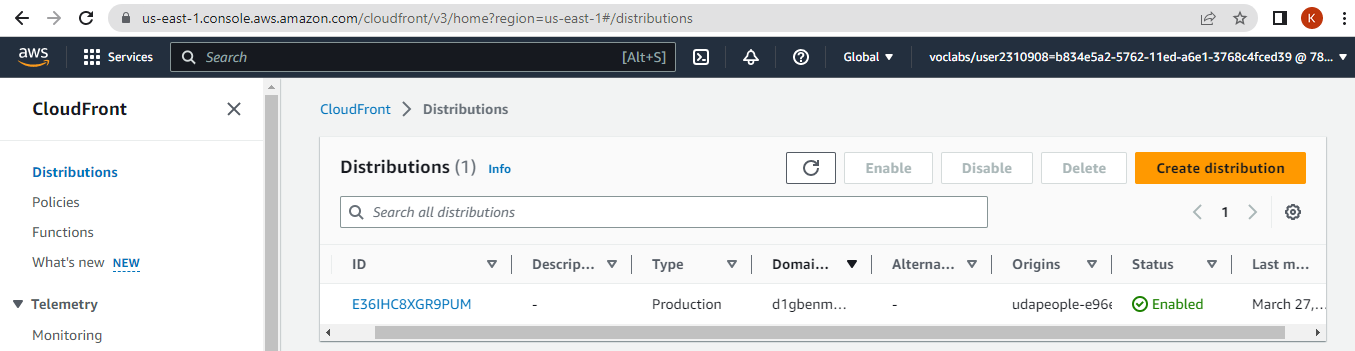 us-east-1.console.aws.amazon.com/cloudfront/v3/home?region=us-east-1#/distributions
K
aws
Services
Search
[Alt+S]
Global
voclabs/user2310908=b834e5a2-5762-11ed-a6e1-3768c4fced39 @ 78...
CloudFront
Distributions
Policies
Functions
What's new NEW
Telemetry
Monitoring
CloudFront
Distributions
Distributions (1) Info
Enable
Disable
Delete
Create distribution
Search all distributions
1
ID Descrip... Type Domai... Alterna... Origins Status Last m...
E36IHC8XGR9PUM - Production d1gbenm... - udapeople-e96e Enabled March 27,...